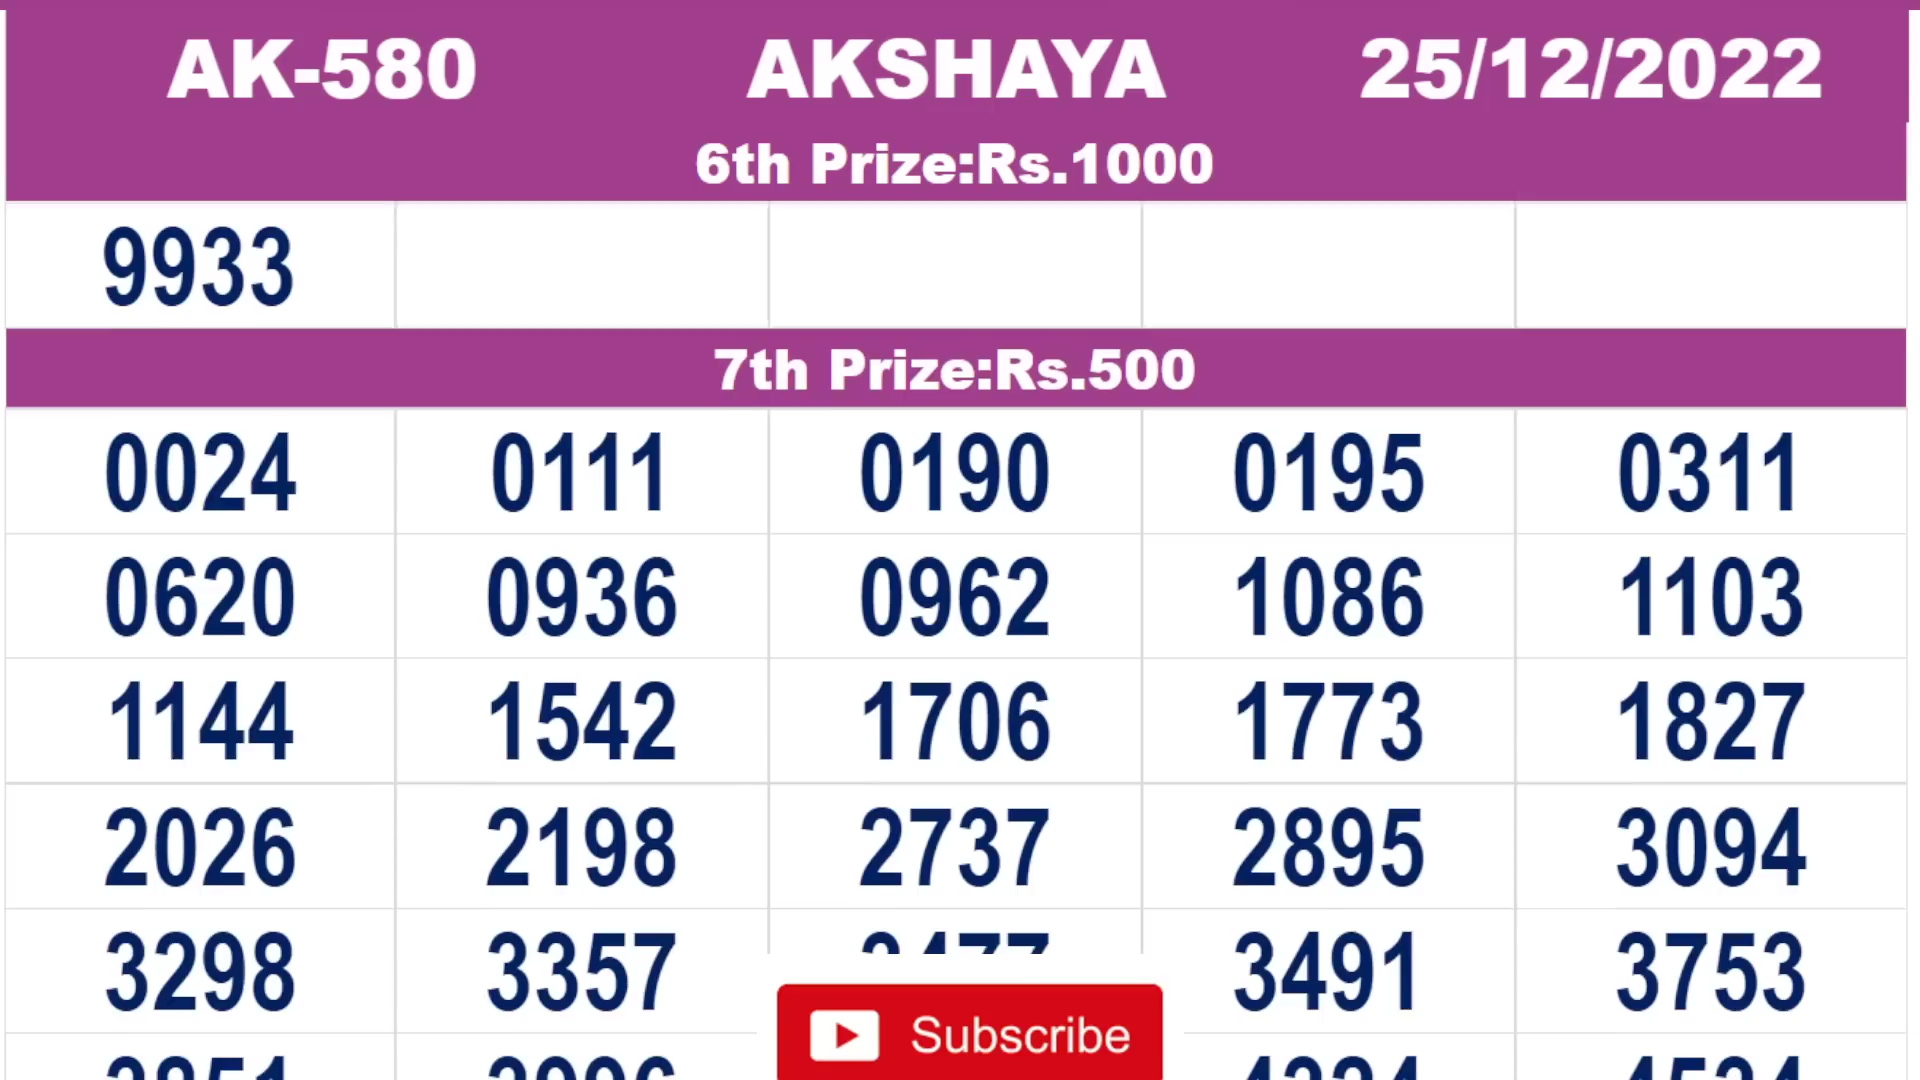 AK-580 AKSHAYA 25/12/2022
6th Prize:Rs.1000
9933
7th Prize:Rs.500
0024 0111 0190 0195 0311
0620 0936 0962 1086 1103
1144 1542 1706 1773 1827
2026 2198 2737 2895 3094
3298 3357 3491 3753
Subscribe